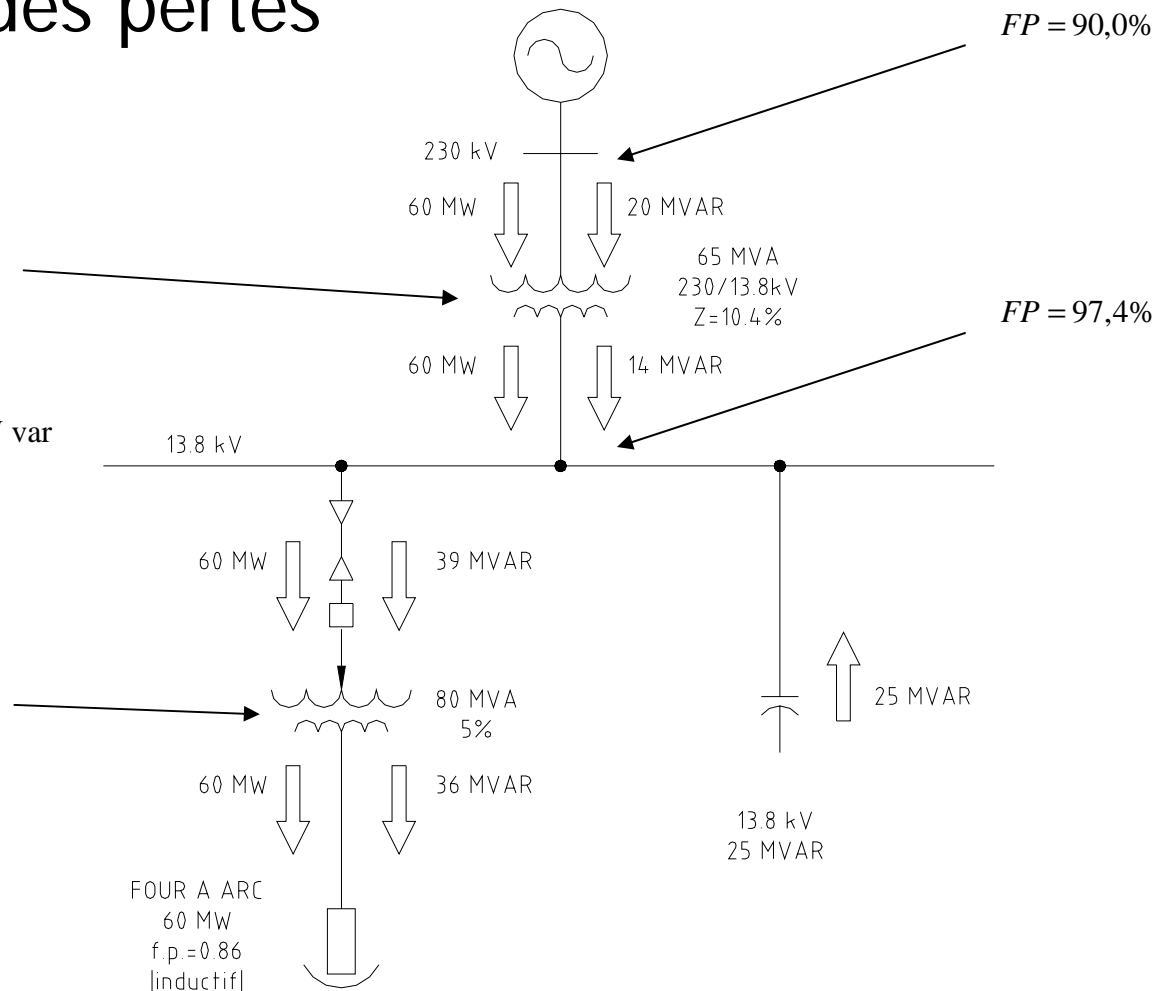 des pertes
FP = 90,0%
230 kV
60 MW
20 MVAR
65 MVA
230/13.8kV
Z=10.4%
FP = 97,4%
60 MW
14 MVAR
var
13.8 kV
60 MW
39 MVAR
80 MVA
5%
25 MVAR
60 MW
36 MVAR
13.8 kV
25 MVAR
FOUR A ARC
60 MW
f.p.=0.86
|inductif|